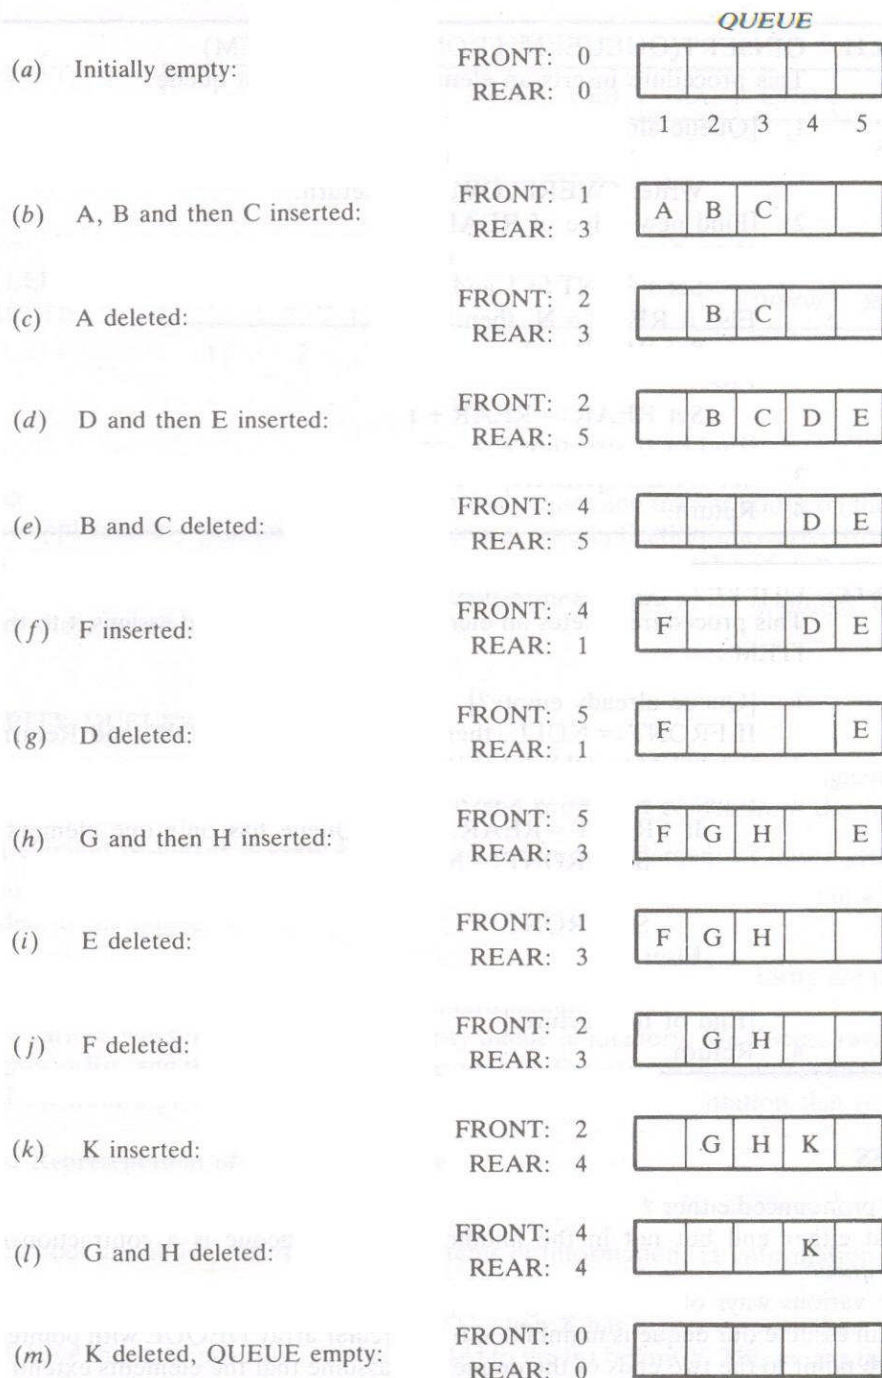 QUEUE
(a) Initially empty: FRONT: 0
REAR: 0
1 2 3 4 5
(b) A, B and then C inserted: FRONT: 1
REAR: 3
A B C
(c) A deleted: FRONT: 2
REAR: 3
B C
(d) D and then E inserted: FRONT: 2
REAR: 5
B C D E
(e) B and C deleted: FRONT: 4
REAR: 5
D E
(f) F inserted: FRONT: 4
REAR: 1
F D E
(g) D deleted: FRONT: 5
REAR: 1
F E
(h) G and then H inserted: FRONT: 5
REAR: 3
F G H E
(i) E deleted: FRONT: 1
REAR: 3
F G H
(j) F deleted: FRONT: 2
REAR: 3
G H
(k) K inserted: FRONT: 2
REAR: 4
G H K
(l) G and H deleted: FRONT: 4
REAR: 4
K
(m) K deleted, QUEUE empty: FRONT: 0
REAR: 0